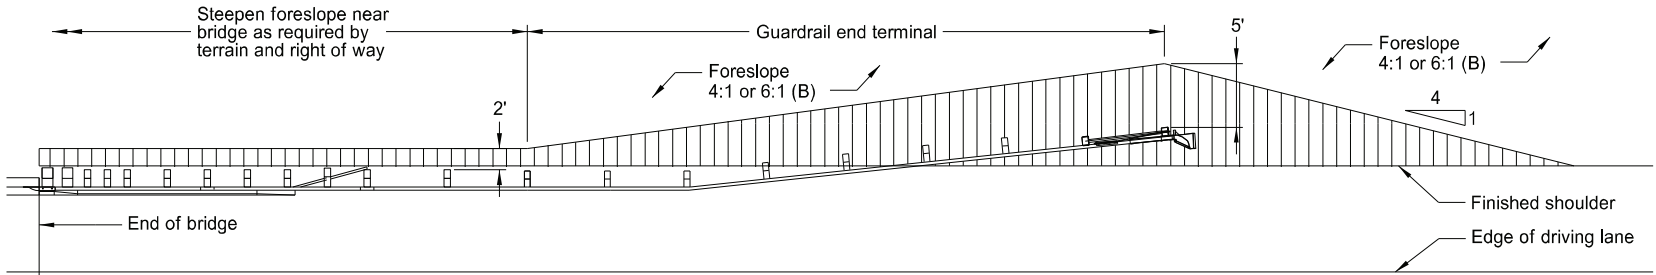 Steepen foreslope near
bridge as required by
terrain and right of way
Guardrail end terminal
5'
Foreslope
4:1 or 6:1 (B)
Foreslope
4:1 or 6:1 (B)
2'
4
1
End of bridge
Finished shoulder
Edge of driving lane